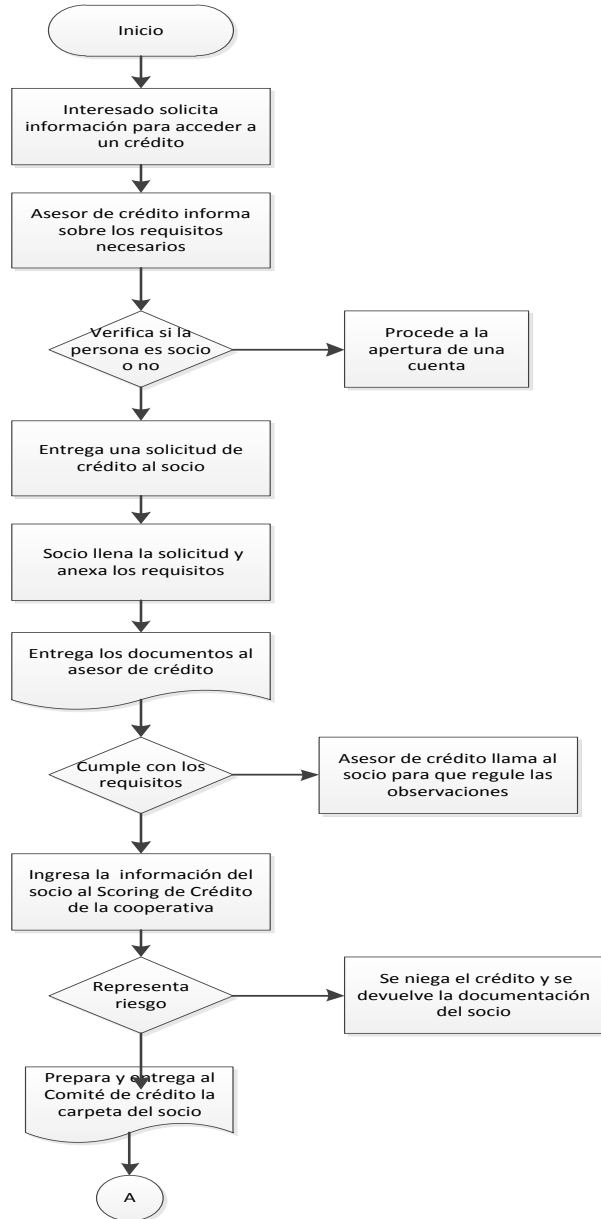 Inicio
Interesado solicita
información para acceder a
un crédito
Asesor de crédito informa
sobre los requisitos
necesarios
Verifica si la
persona es socio
o no
Procede a la
apertura de una
cuenta
Entrega una solicitud de
crédito al socio
Socio llena la solicitud y
anexa los requisitos
Entrega los documentos al
asesor de crédito
Cumple con los
requisitos
Asesor de crédito llama al
socio para que regule las
observaciones
Ingresa la información del
socio al Scoring de Crédito
de la cooperativa
Representa
riesgo
Se niega el crédito y se
devuelve la documentación
del socio
Prepara y entrega al
Comité de crédito la
carpeta del socio
A